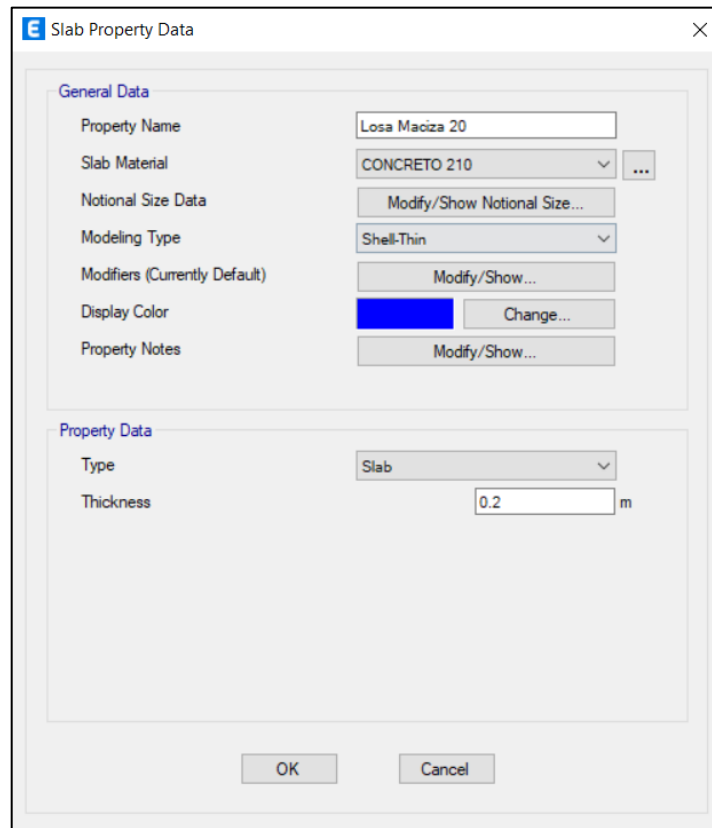 E Slab Property Data
General Data
Property Name Losa Maciza 20
Slab Material CONCRETO 210 ...
Notional Size Data Modify/Show Notional Size...
Modeling Type Shell-Thin
Modifiers (Currently Default) Modify/Show...
Display Color Change...
Property Notes Modify/Show...
Property Data
Type Slab
Thickness 0.2 m
OK Cancel